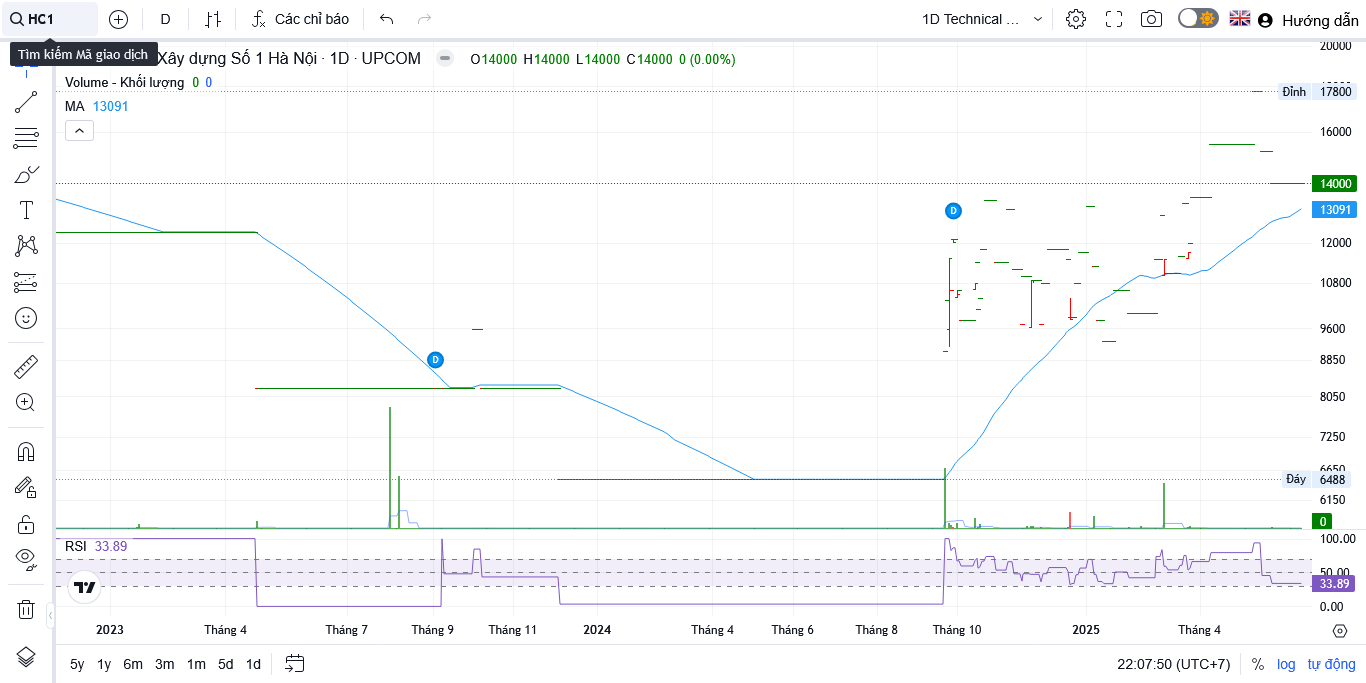 HC1
D
Các chỉ báo
1D Technical ...
Hướng dẫn
Tìm kiếm Mã giao dịch
Xây dựng Số 1 Hà Nội · 1D · UPCOM
O14000 H14000 L14000 C14000 0 (0.00%)
Volume - Khối lượng 0 0
MA 13091
20000
Đỉnh 17800
16000
14000
13091
12000
10800
9600
8850
8050
7250
6650
Đáy 6488
6150
0
D
D
RSI 33.89
100.00
50.00
33.89
0.00
2023 Tháng 4 Tháng 7 Tháng 9 Tháng 11 2024 Tháng 4 Tháng 6 Tháng 8 Tháng 10 2025 Tháng 4
5y 1y 6m 3m 1m 5d 1d
22:07:50 (UTC+7) % log tự động